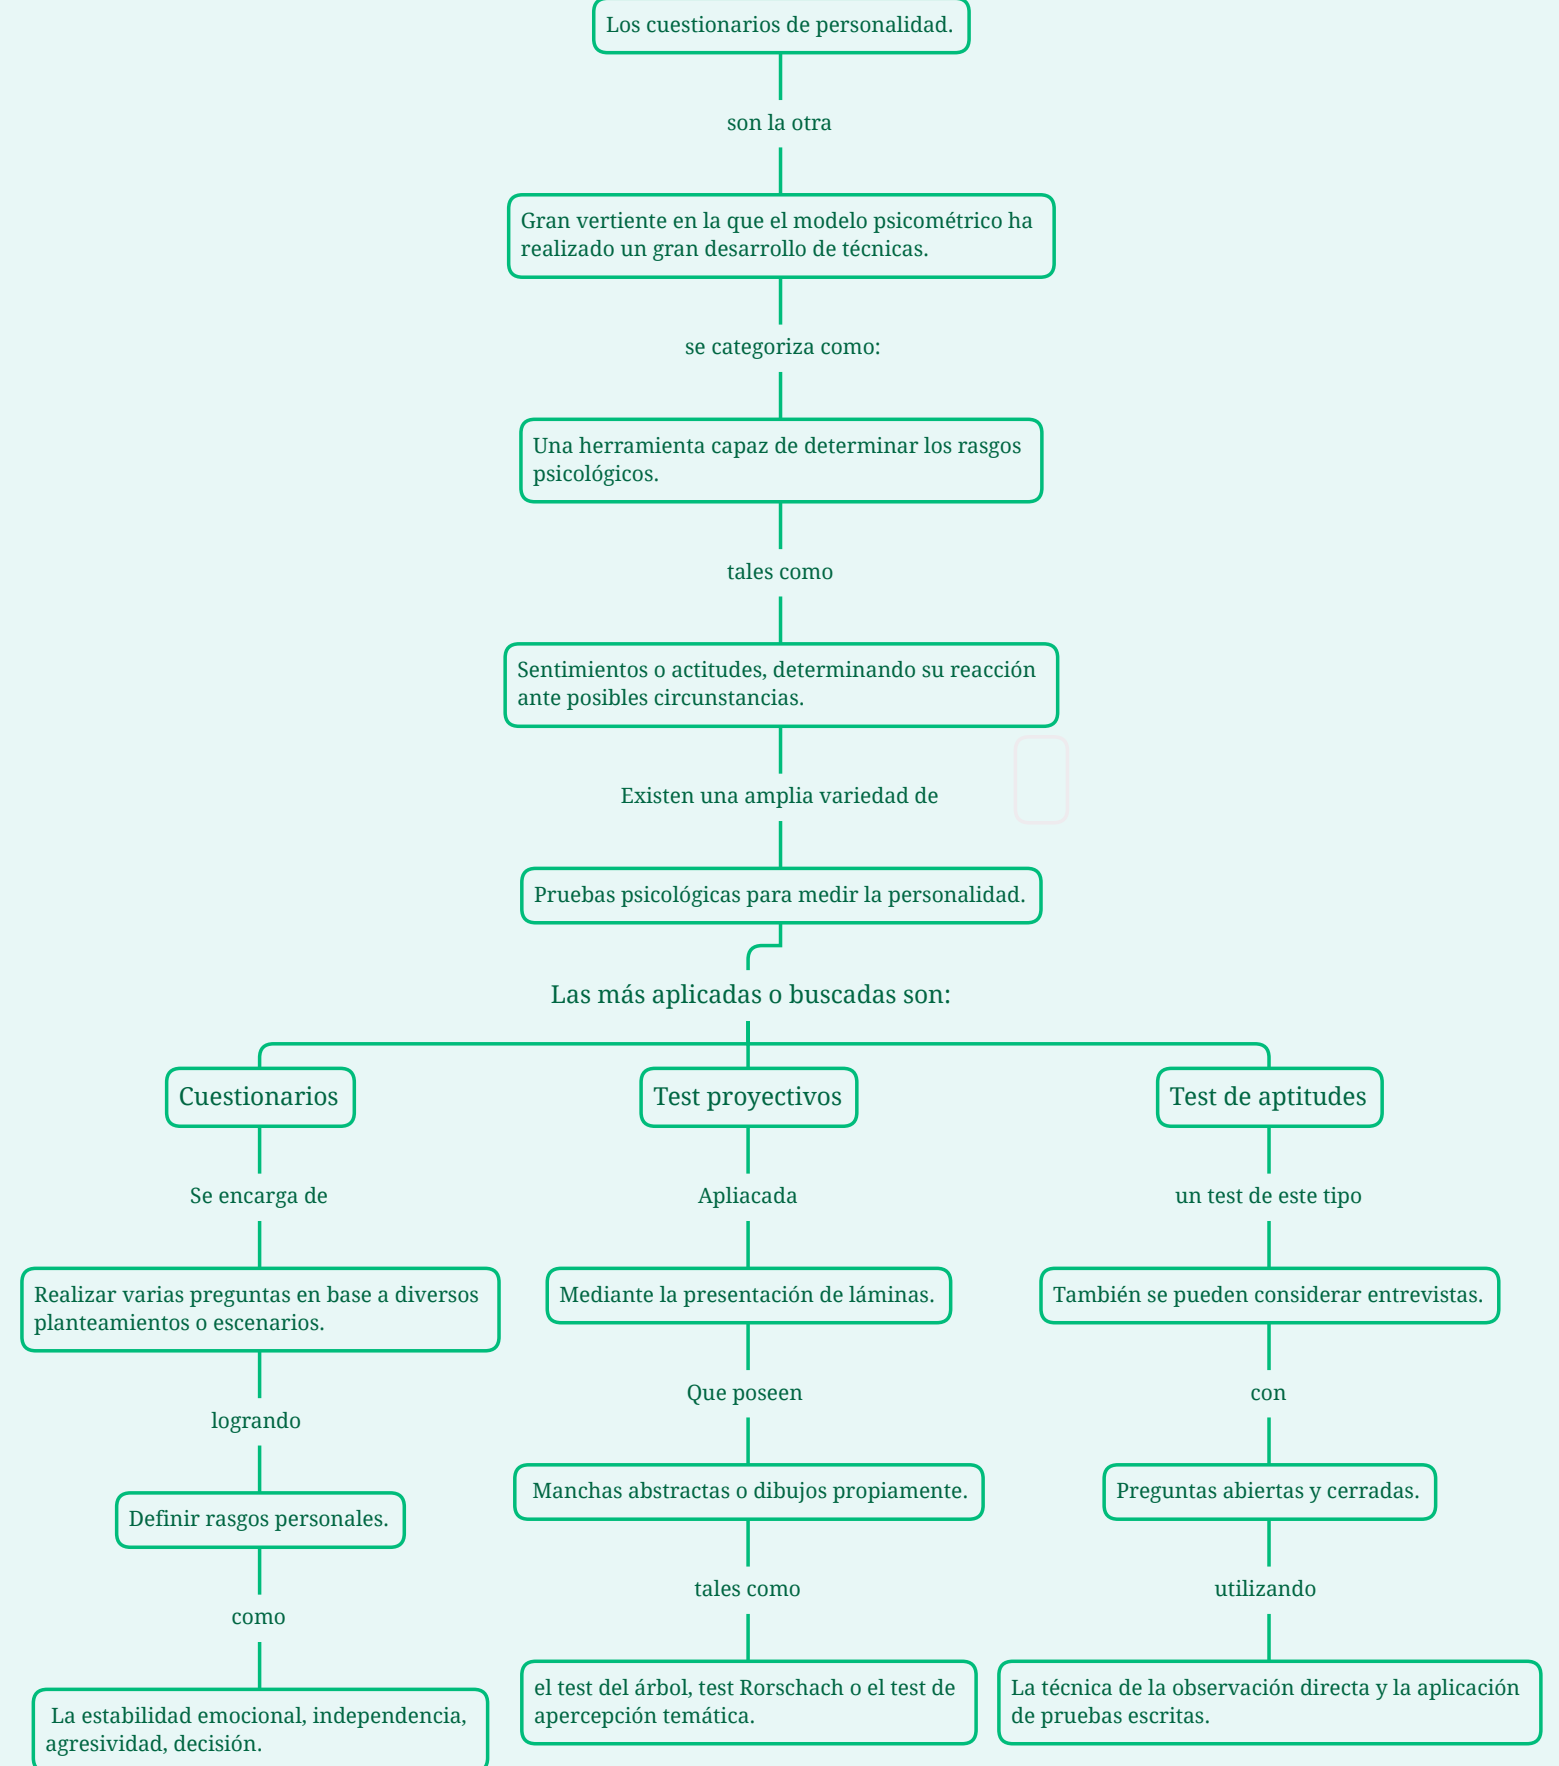 Los cuestionarios de personalidad.
son la otra
Gran vertiente en la que el modelo psicométrico ha
realizado un gran desarrollo de técnicas.
se categoriza como:
Una herramienta capaz de determinar los rasgos
psicológicos.
tales como
Sentimientos o actitudes, determinando su reacción
ante posibles circunstancias.
Existen una amplia variedad de
Pruebas psicológicas para medir la personalidad.
Las más aplicadas o buscadas son:
Cuestionarios
Se encarga de
Realizar varias preguntas en base a diversos
planteamientos o escenarios.
logrando
Definir rasgos personales.
como
La estabilidad emocional, independencia,
agresividad, decisión.
Test proyectivos
Apliacada
Mediante la presentación de láminas.
Que poseen
Manchas abstractas o dibujos propiamente.
tales como
el test del árbol, test Rorschach o el test de
apercepción temática.
Test de aptitudes
un test de este tipo
También se pueden considerar entrevistas.
con
Preguntas abiertas y cerradas.
utilizando
La técnica de la observación directa y la aplicación
de pruebas escritas.